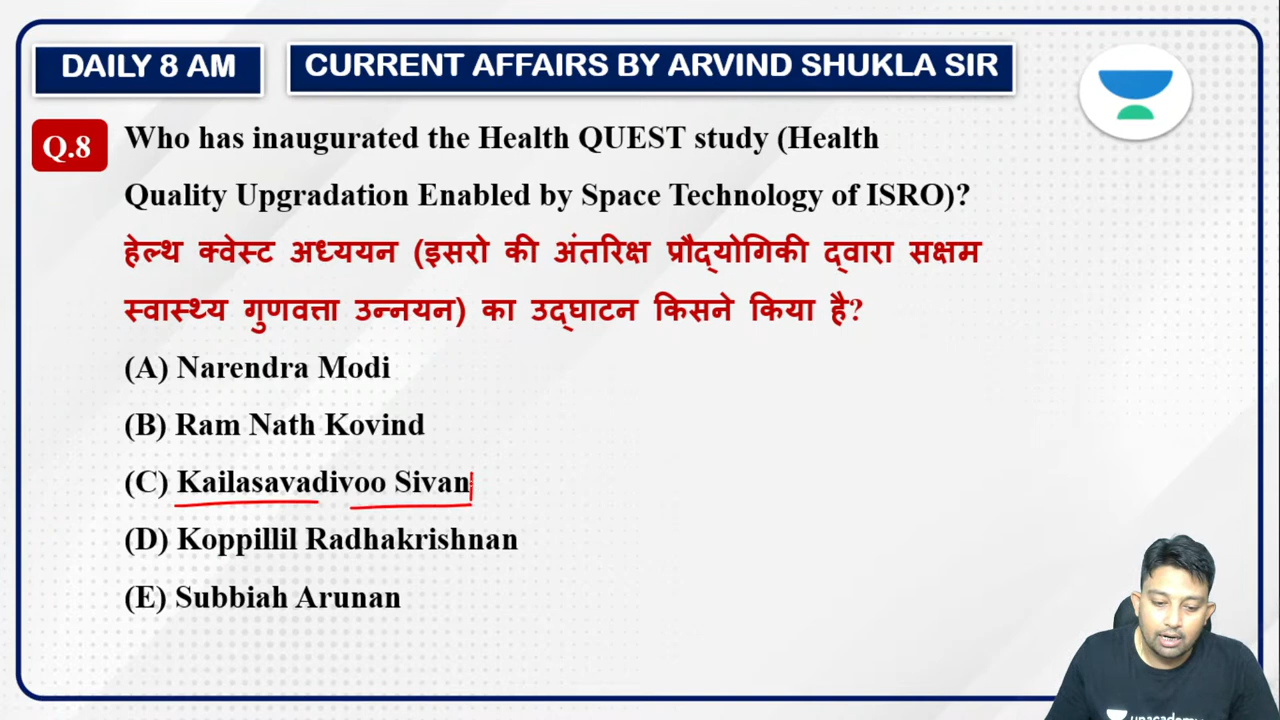 DAILY 8 AM
CURRENT AFFAIRS BY ARVIND SHUKLA SIR
Q.8
Who has inaugurated the Health QUEST study (Health
Quality Upgradation Enabled by Space Technology of ISRO)?
हेल्थ क्वेस्ट अध्ययन (इसरो की अंतरिक्ष प्रौद्योगिकी द्वारा सक्षम
स्वास्थ्य गुणवत्ता उन्नयन) का उद्घाटन किसने किया है?
(A) Narendra Modi
(B) Ram Nath Kovind
(C) Kailasavadivoo Sivan
(D) Koppillil Radhakrishnan
(E) Subbiah Arunan